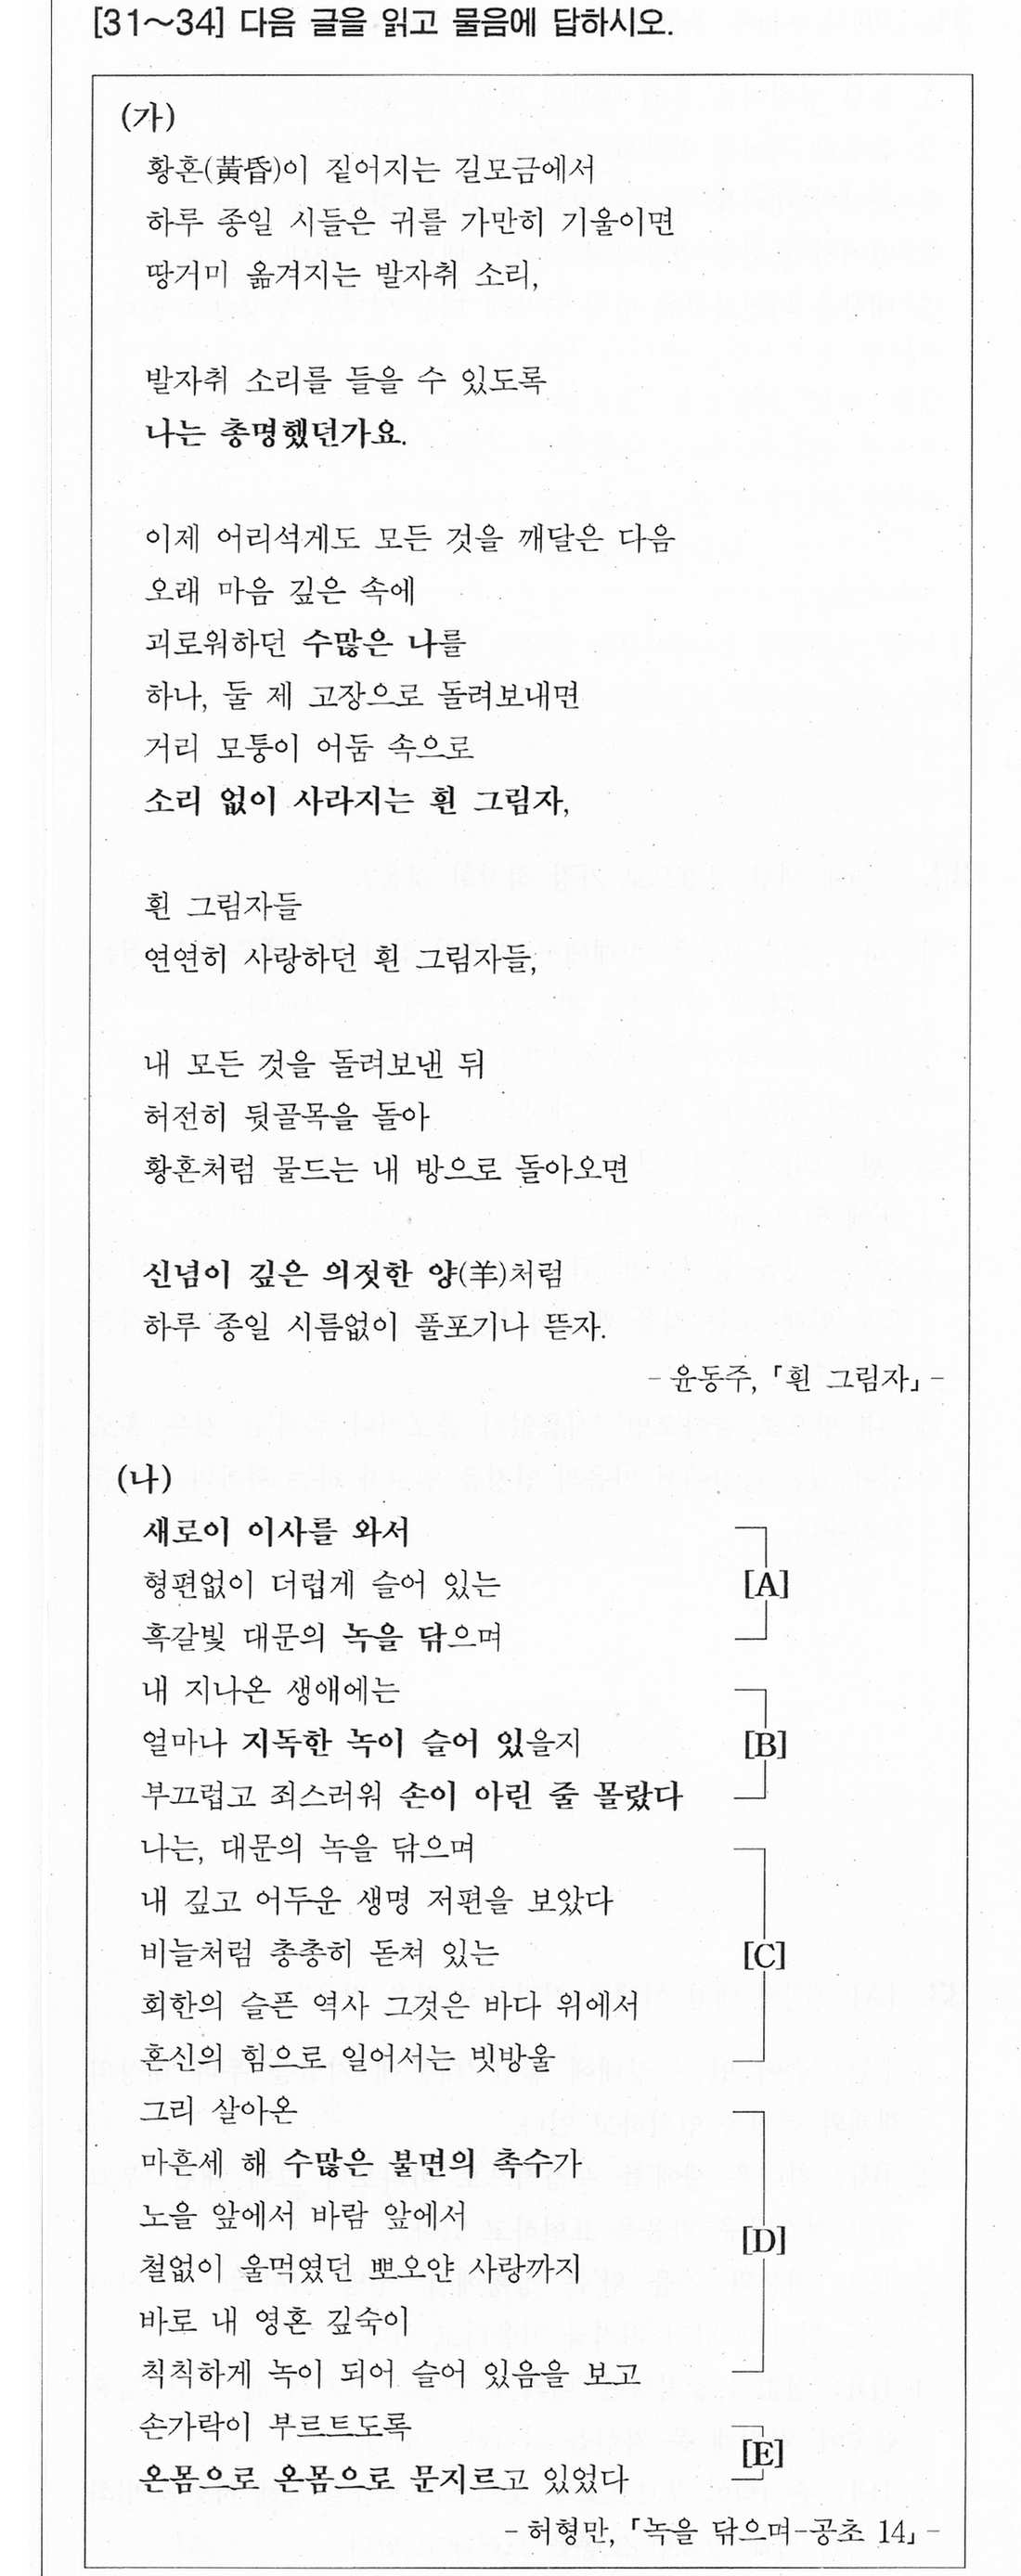 [31～34] 다음 글을 읽고 물음에 답하시오.
(가)
황혼(黃昏)이 짙어지는 길모금에서
하루 종일 시들은 귀를 가만히 기울이면
땅거미 옮겨지는 발자취 소리,
발자취 소리를 들을 수 있도록
나는 총명했던가요.
이제 어리석게도 모든 것을 깨달은 다음
오래 마음 깊은 속에
괴로워하던 수많은 나를
하나, 둘 제 고장으로 돌려보내면
거리 모퉁이 어둠 속으로
소리 없이 사라지는 흰 그림자,
흰 그림자들
연연히 사랑하던 흰 그림자들,
내 모든 것을 돌려보낸 뒤
허전히 뒷골목을 돌아
황혼처럼 물드는 내 방으로 돌아오면
신념이 깊은 의젓한 양(羊)처럼
하루 종일 시름없이 풀포기나 뜯자.
- 윤동주, 「흰 그림자」 -
(나)
새로이 이사를 와서
형편없이 더럽게 슬어 있는 [A]
흑갈빛 대문의 녹을 닦으며
내 지나온 생애에는
얼마나 지독한 녹이 슬어 있을지 [B]
부끄럽고 죄스러워 손이 아린 줄 몰랐다
나는, 대문의 녹을 닦으며
내 깊고 어두운 생명 저편을 보았다
비늘처럼 총총히 돋쳐 있는 [C]
회한의 슬픈 역사 그것은 바다 위에서
혼신의 힘으로 일어서는 빗방울
그리 살아온
마흔세 해 수많은 불면의 촉수가
노을 앞에서 바람 앞에서 [D]
철없이 울먹였던 뽀오얀 사랑까지
바로 내 영혼 깊숙이
칙칙하게 녹이 되어 슬어 있음을 보고
손가락이 부르트도록 [E]
온몸으로 온몸으로 문지르고 있었다
- 허형만, 「녹을 닦으며-공초 14」 -